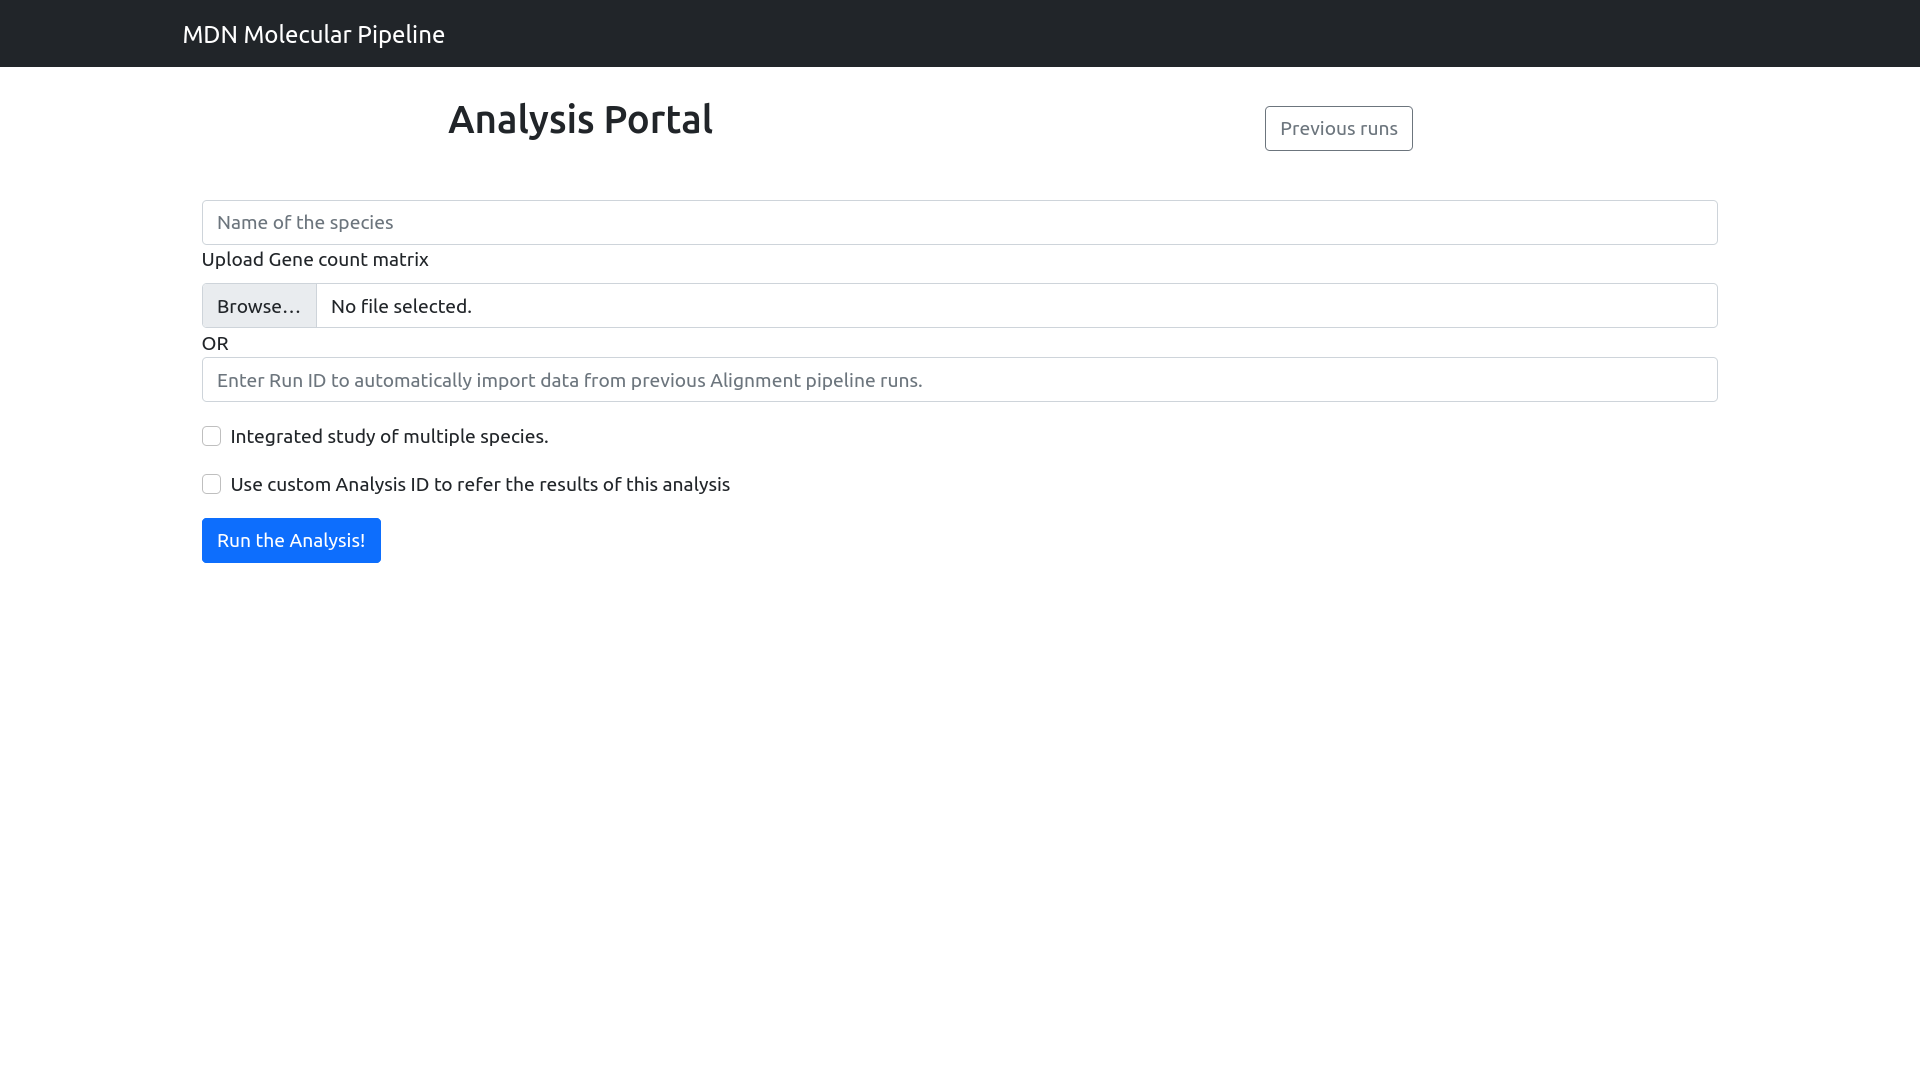 MDN Molecular Pipeline
Analysis Portal
Previous runs
Name of the species
Upload Gene count matrix
Browse… No file selected.
OR
Enter Run ID to automatically import data from previous Alignment pipeline runs.
Integrated study of multiple species.
Use custom Analysis ID to refer the results of this analysis
Run the Analysis!